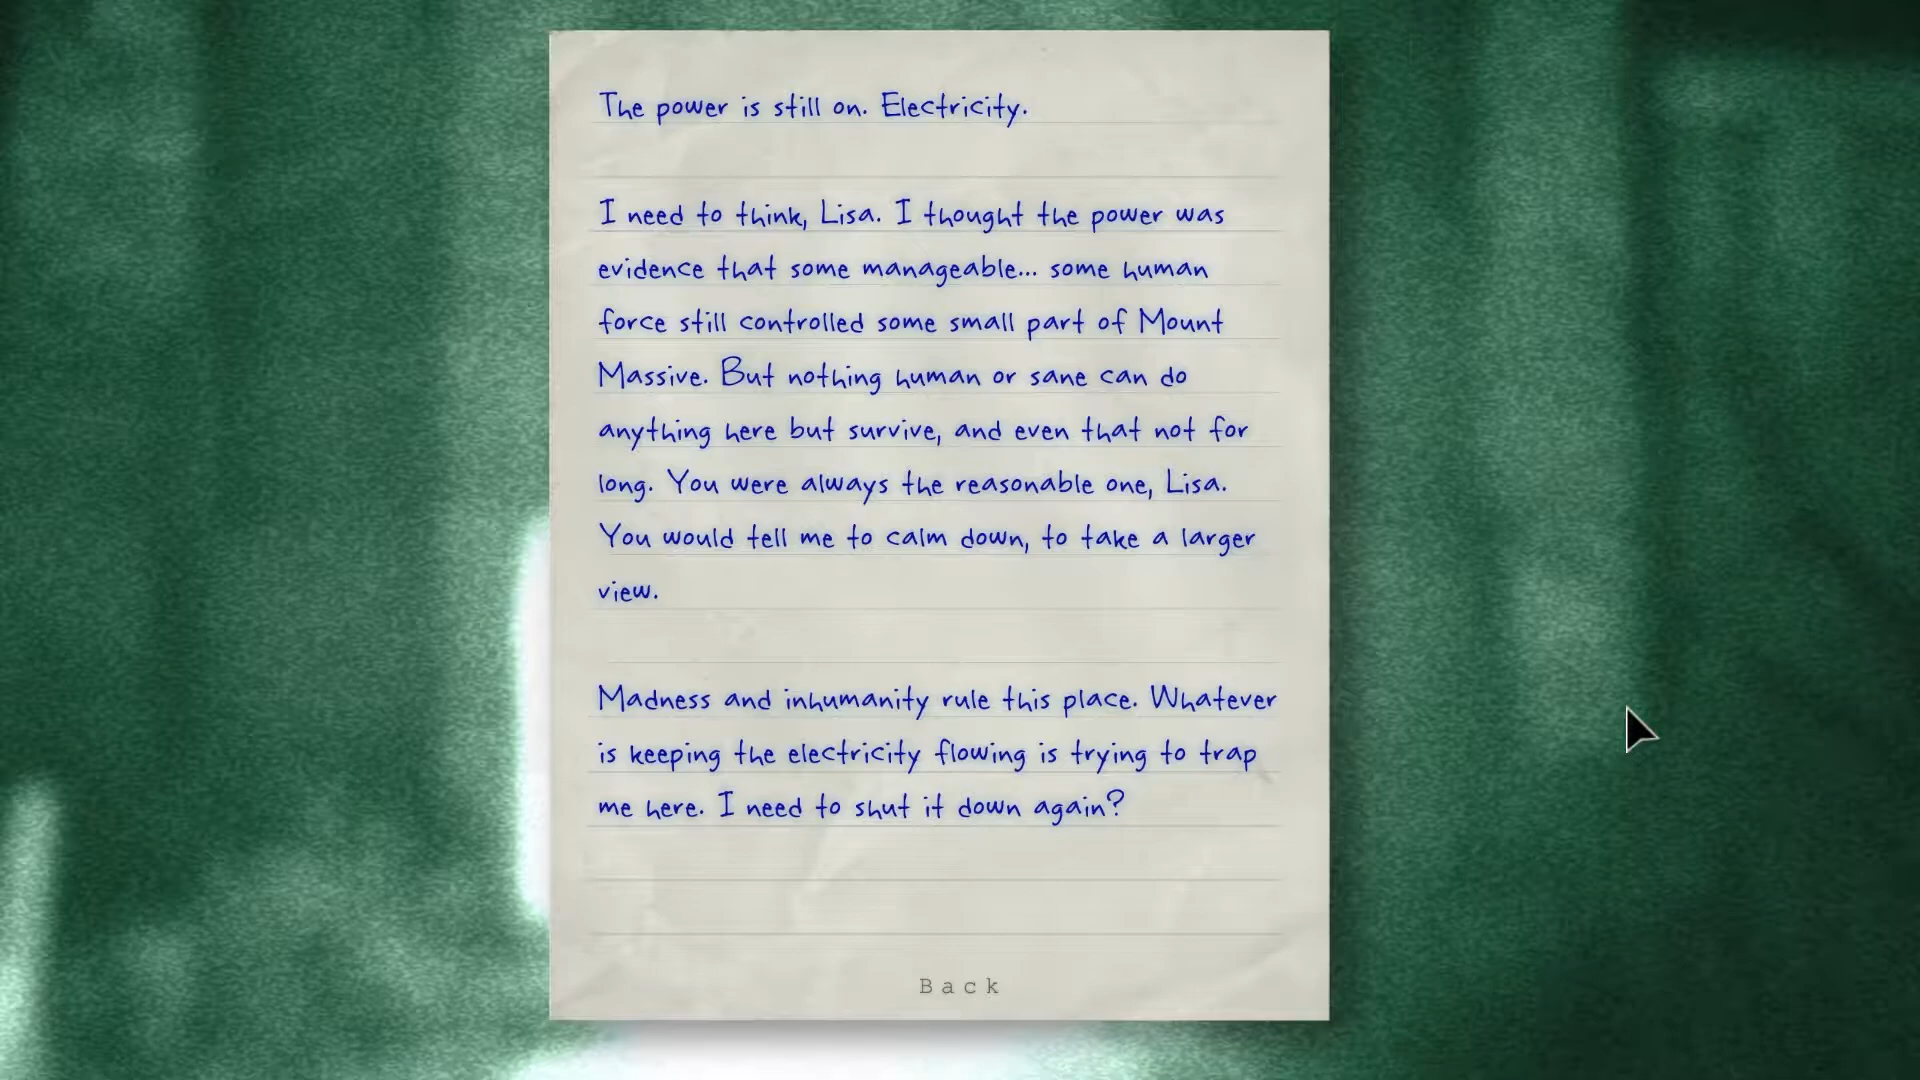 The power is still on. Electricity.
I need to think, Lisa. I thought the power was
evidence that some manageable... some human
force still controlled some small part of Mount
Massive. But nothing human or sane can do
anything here but survive, and even that not for
long. You were always the reasonable one, Lisa.
You would tell me to calm down, to take a larger
view.
Madness and inhumanity rule this place. Whatever
is keeping the electricity flowing is trying to trap
me here. I need to shut it down again?
Back